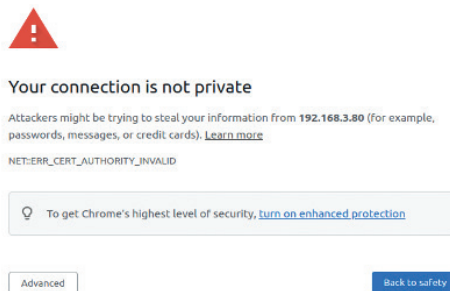 Your connection is not private
Attackers might be trying to steal your information from 192.168.3.80 (for example,
passwords, messages, or credit cards). Learn more
NET::ERR_CERT_AUTHORITY_INVALID
To get Chrome's highest level of security, turn on enhanced protection
Advanced
Back to safety